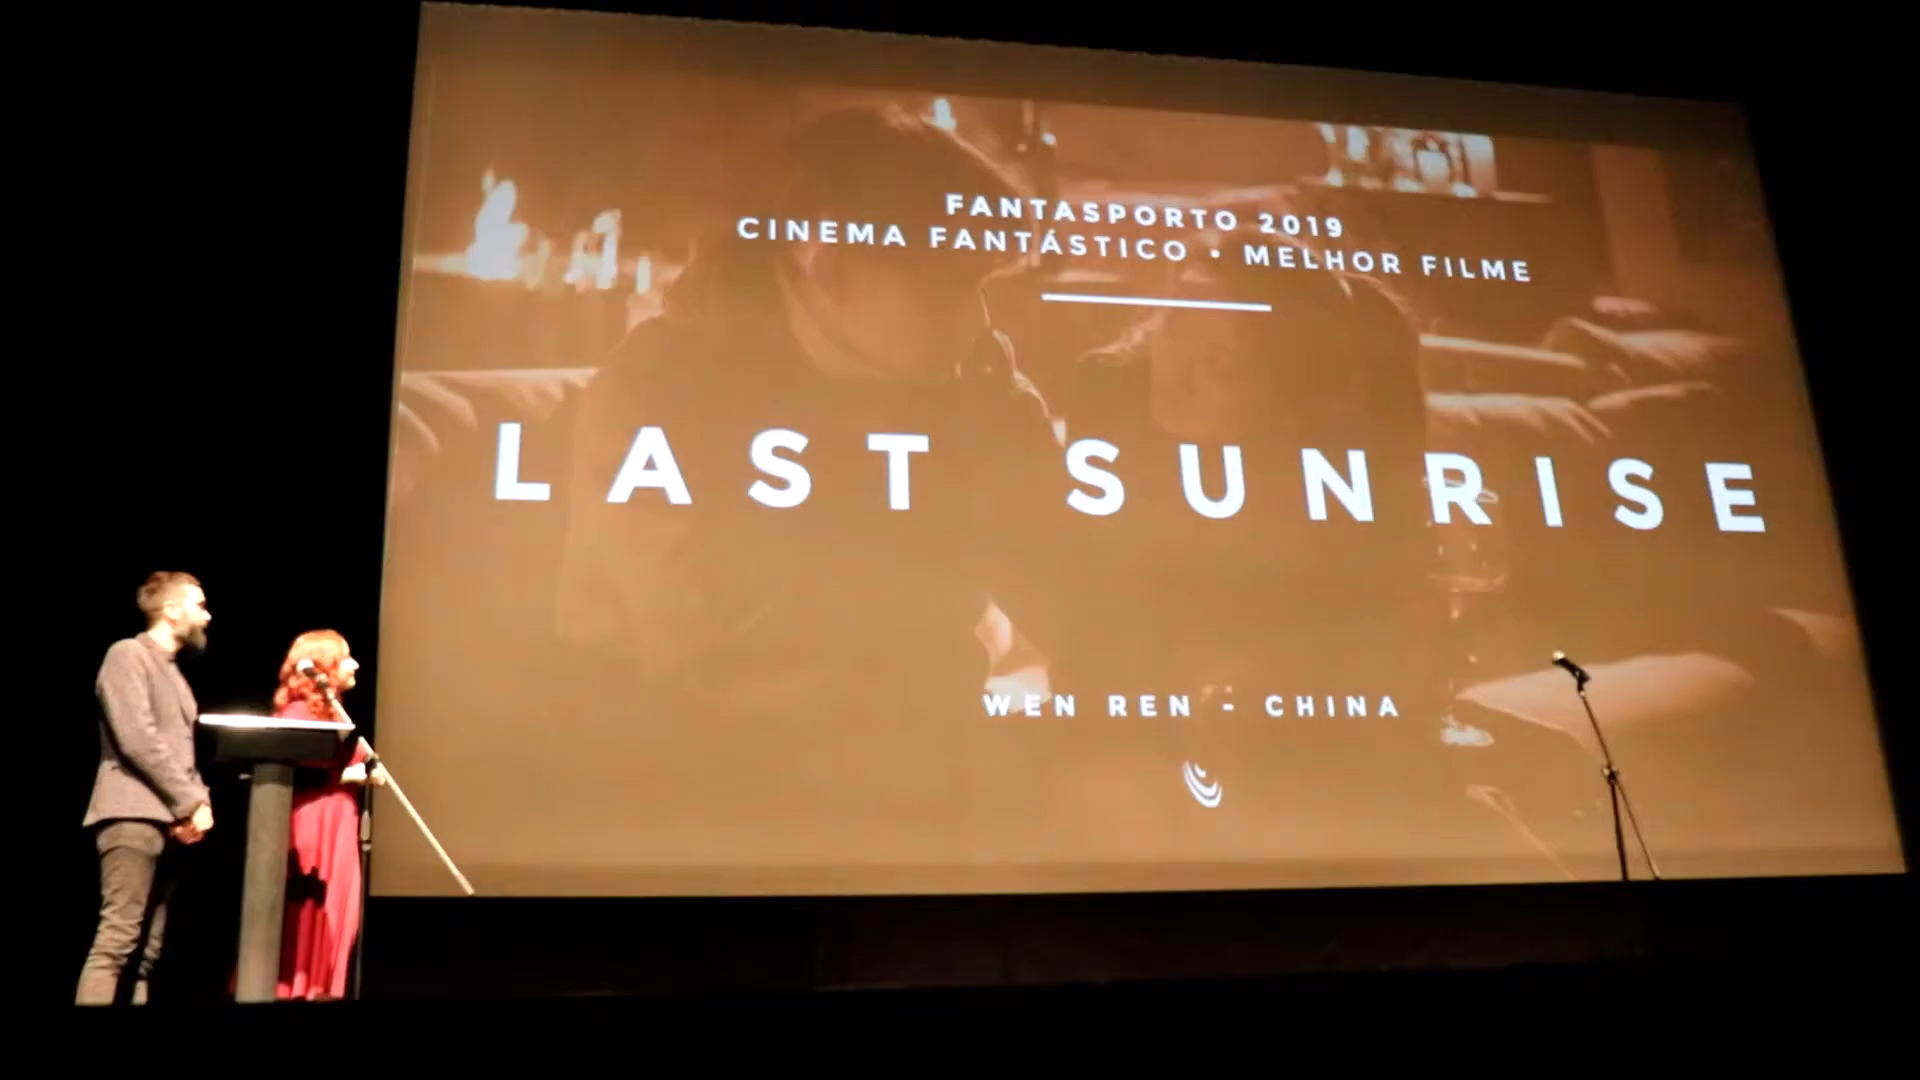 FANTASPORTO 2019
CINEMA FANTÁSTICO • MELHOR FILME
LAST SUNRISE
WEN REN - CHINA